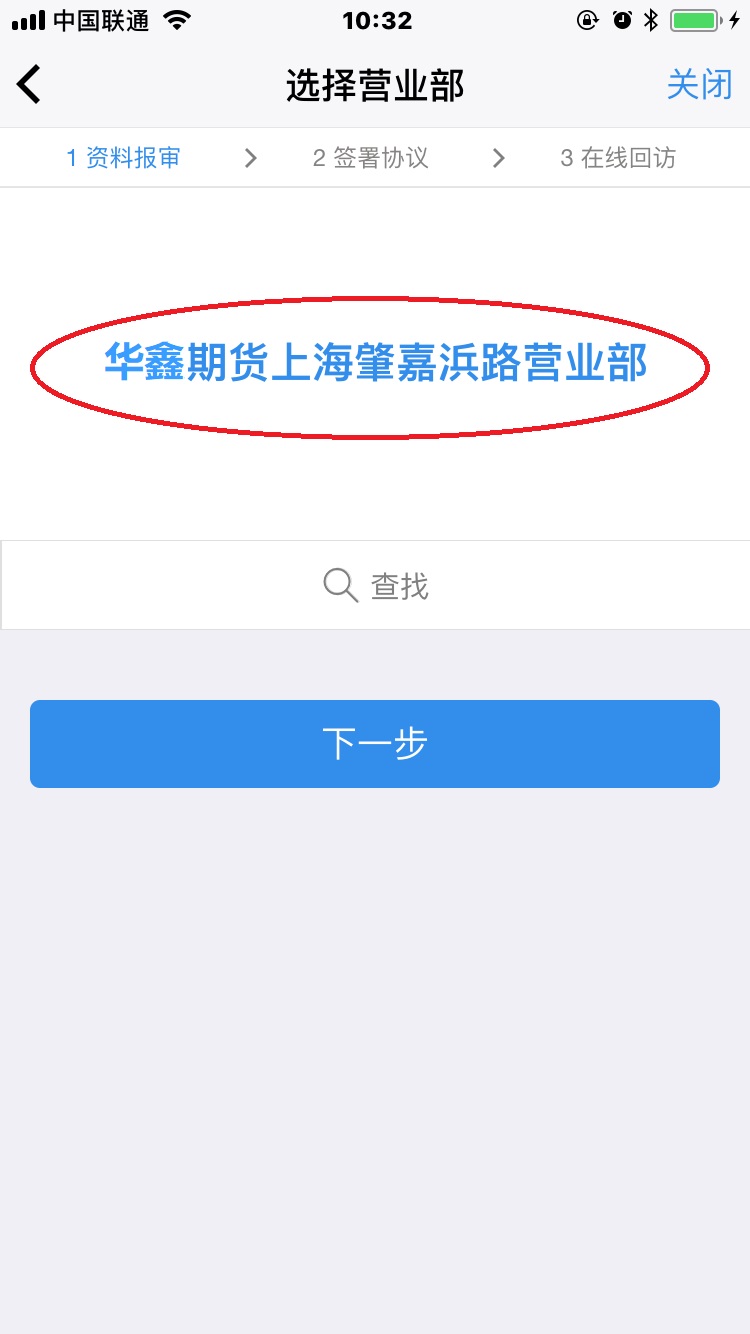 中国联通 10:32
选择营业部 关闭
1 资料报审 2 签署协议 3 在线回访
华鑫期货上海肇嘉浜路营业部
查找
下一步